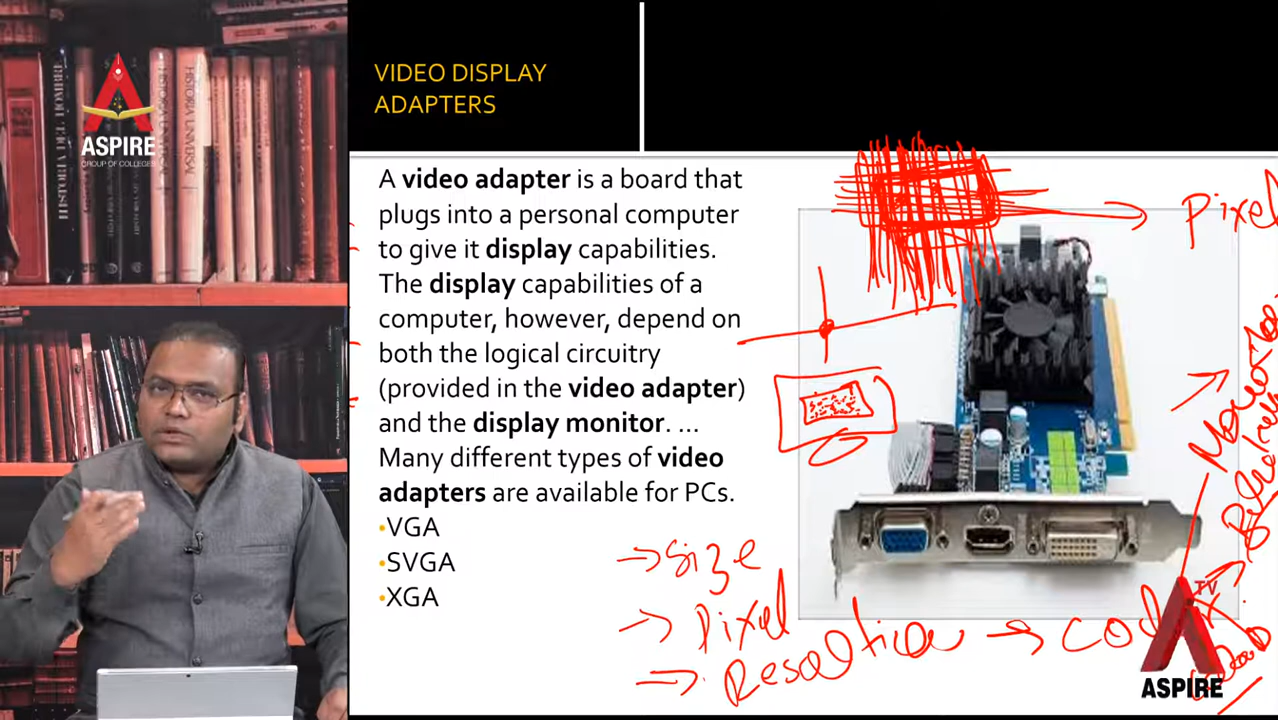 ASPIRE
GROUP OF COLLEGES
HISTORIA UNIVERSAL
VIDEO DISPLAY
ADAPTERS
A video adapter is a board that
plugs into a personal computer
to give it display capabilities.
The display capabilities of a
computer, however, depend on
both the logical circuitry
(provided in the video adapter)
and the display monitor. ...
Many different types of video
adapters are available for PCs.
•VGA
•SVGA
•XGA
Pixel
→ Size
→ Pixel
→ Resolution →
TV
ASPIRE